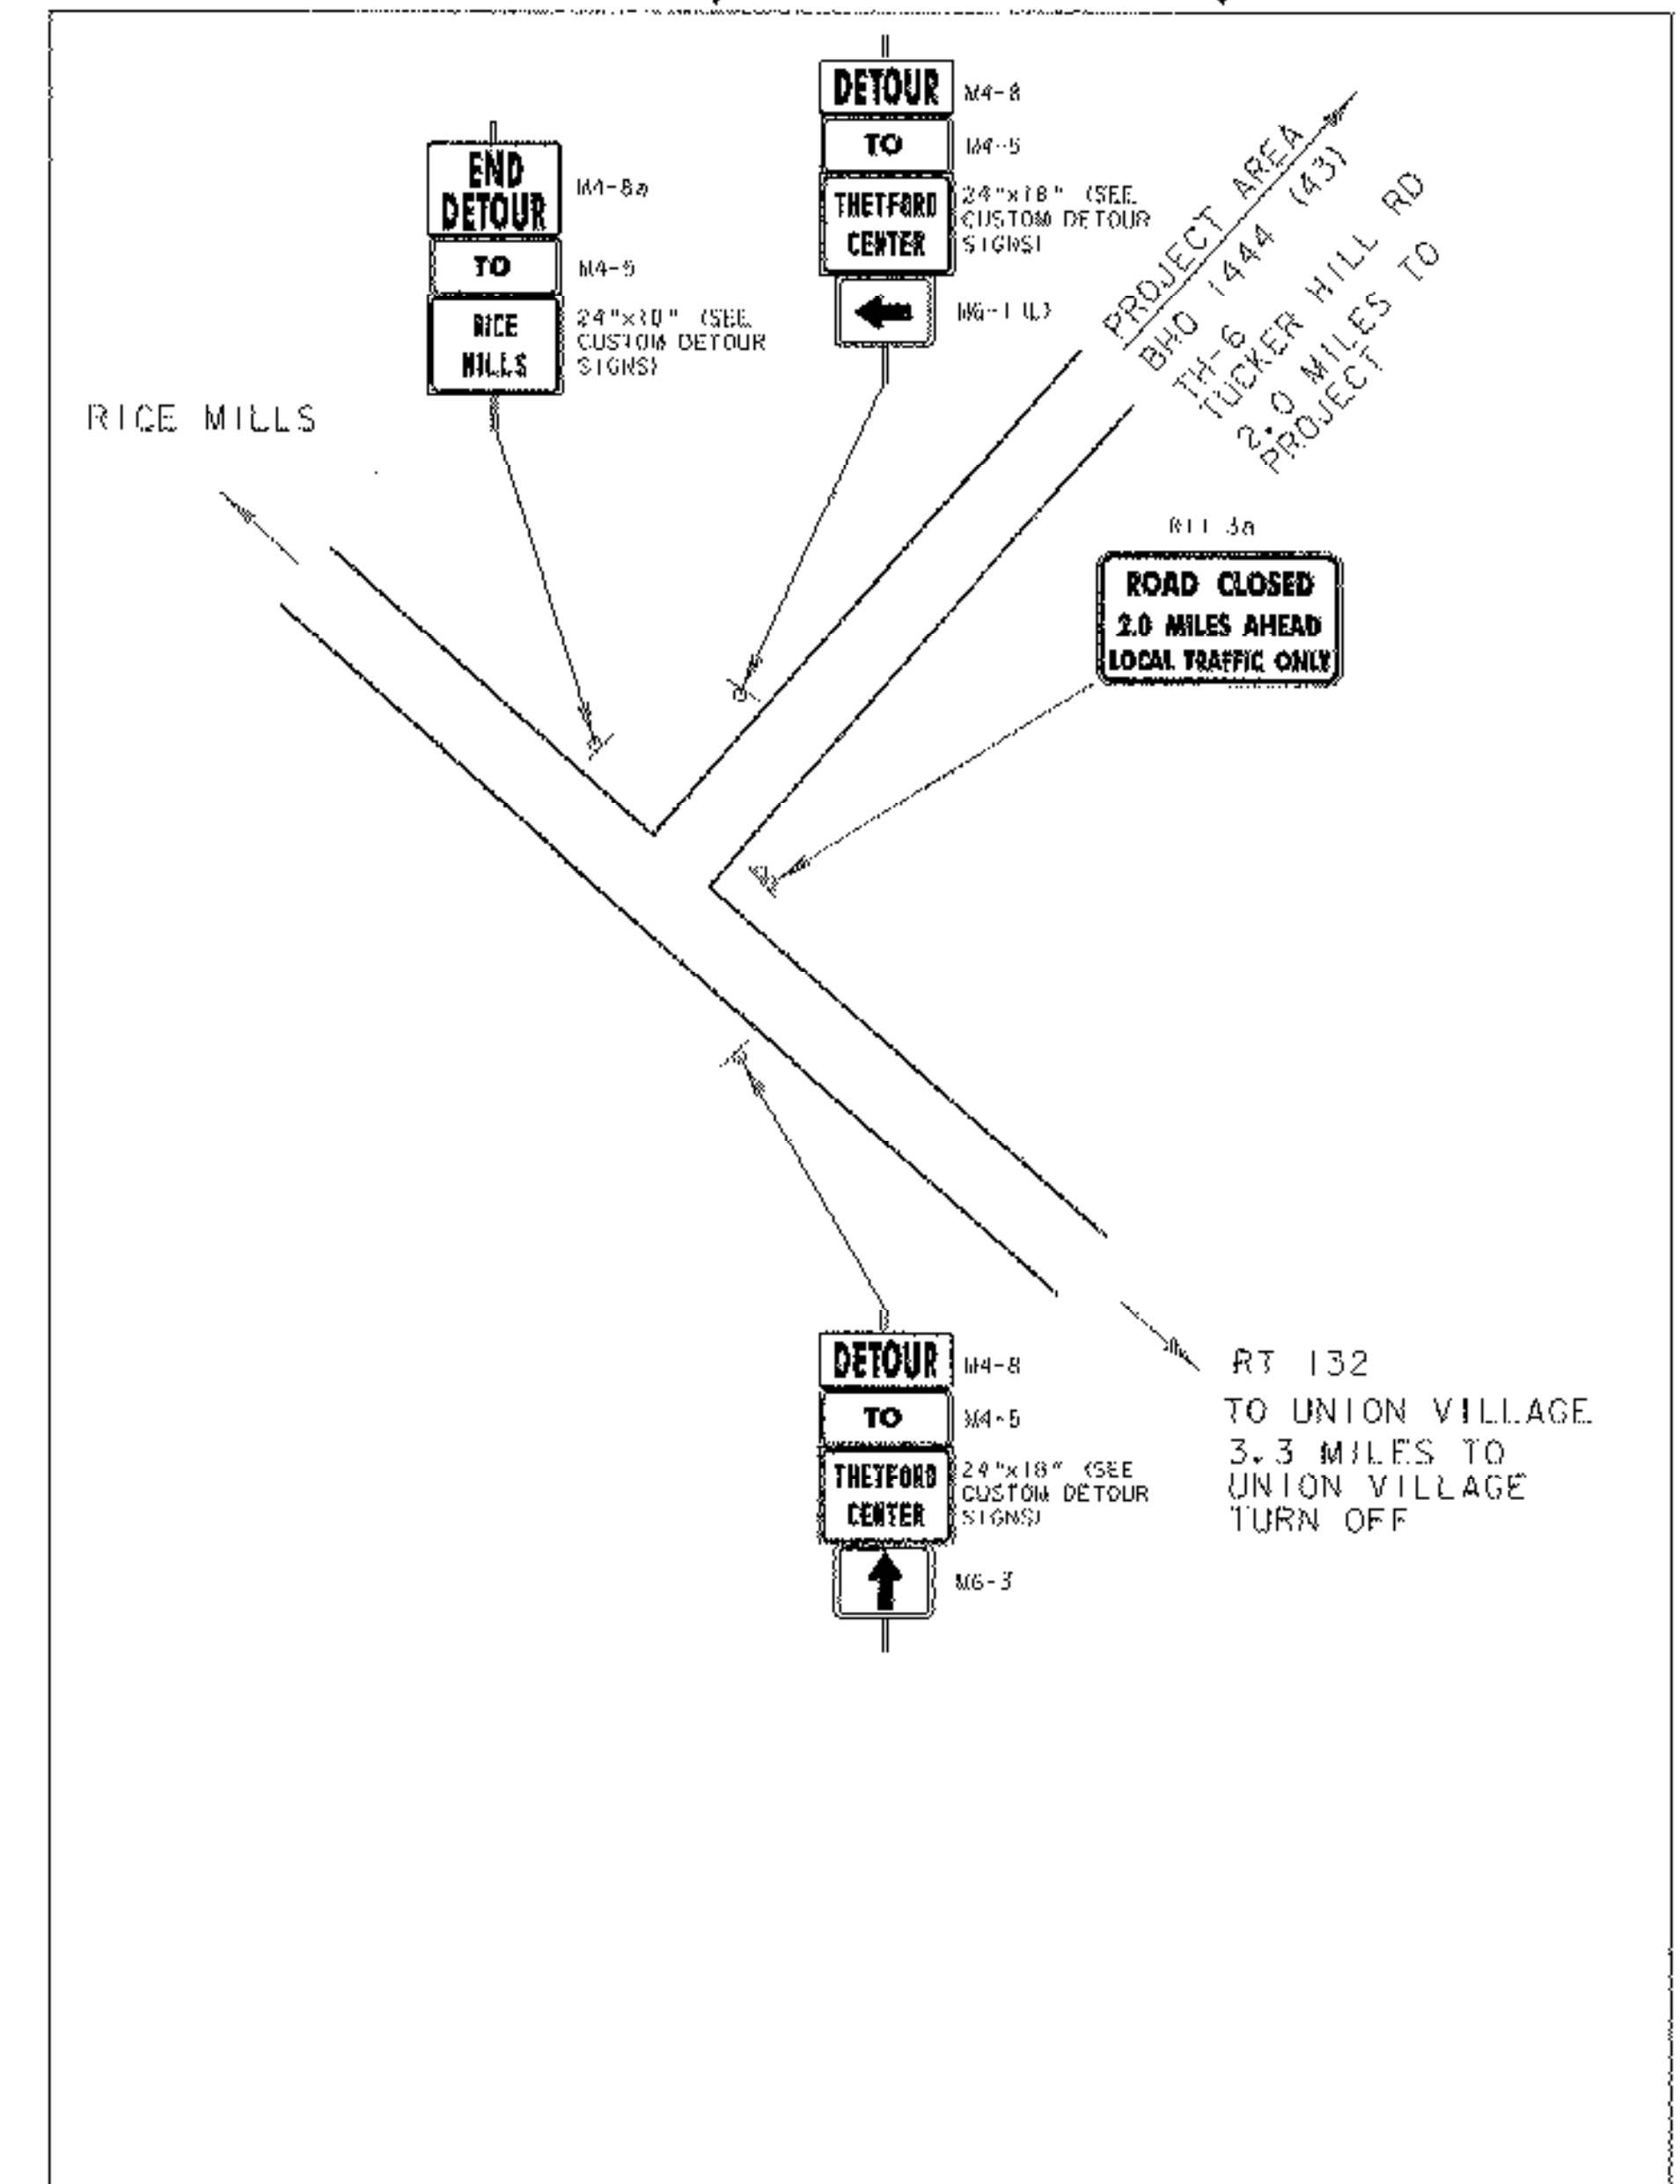 DETOUR M4-8
TO M4-5
THETFORD
CENTER
24"x18" (SEE
CUSTOM DETOUR
SIGNS)
M6-1 (L)
END
DETOUR
M4-8a
TO M4-5
RICE
MILLS
(SEE
CUSTOM DETOUR
SIGNS)
RICE MILLS
PROJECT AREA
BHO 1444 (43)
TH-6
TUCKER HILL RD
2.0 MILES TO
PROJECT
ROAD CLOSED
2.0 MILES AHEAD
LOCAL TRAFFIC ONLY
DETOUR M4-8
TO M4-5
THETFORD
CENTER
24"x18" (SEE
CUSTOM DETOUR
SIGNS)
M6-3
RT 132
TO UNION VILLAGE
3.3 MILES TO
UNION VILLAGE
TURN OFF